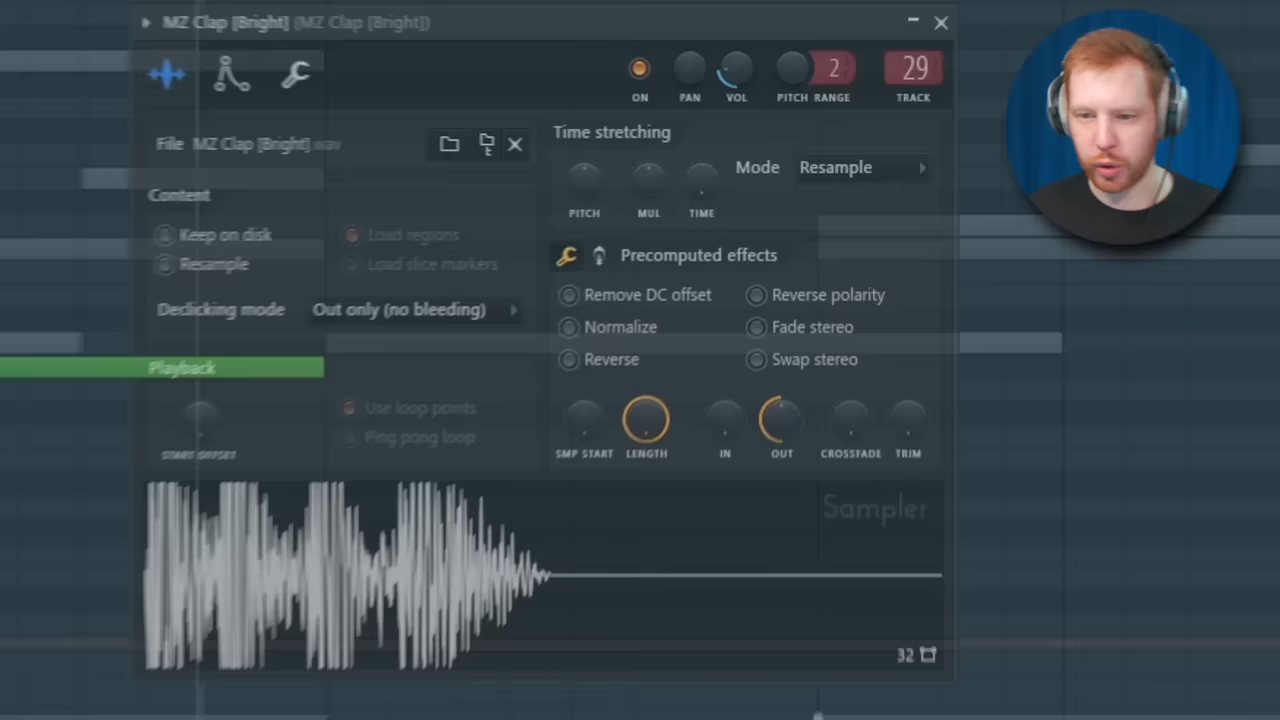 MZ Clap [Bright] (MZ Clap [Bright])
ON
PAN
VOL
PITCH
2
RANGE
29
TRACK
File MZ Clap [Bright].wav
Content
Keep on disk
Load regions
Resample
Load slice markers
Declicking mode Out only (no bleeding)
Playback
Use loop points
Ping pong loop
START OFFSET
Time stretching
PITCH
MUL
TIME
Mode Resample
Precomputed effects
Remove DC offset
Reverse polarity
Normalize
Fade stereo
Reverse
Swap stereo
SMP START
LENGTH
IN
OUT
CROSSFADE
TRIM
Sampler
32